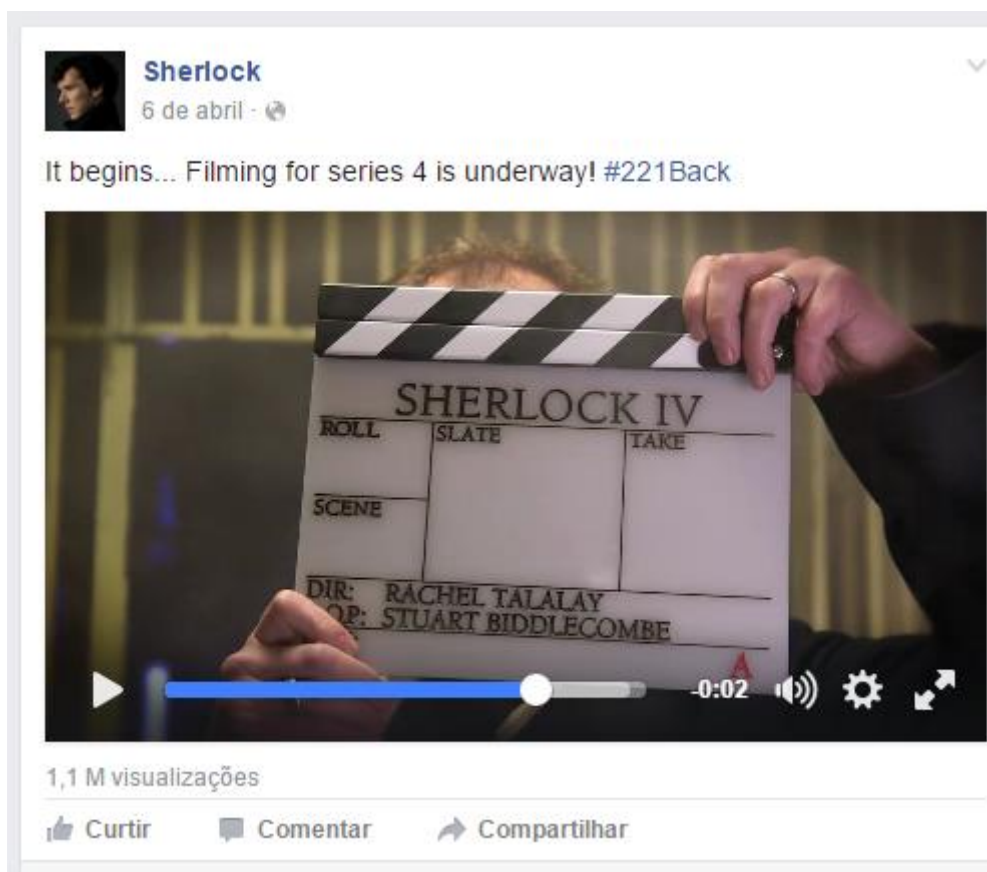 Sherlock
6 de abril ·
It begins... Filming for series 4 is underway! #221Back
SHERLOCK IV
ROLL
SLATE
TAKE
SCENE
DIR: RACHEL TALALAY
OP: STUART BIDDLECOMBE
A
-0:02
1,1 M visualizações
Curtir Comentar Compartilhar